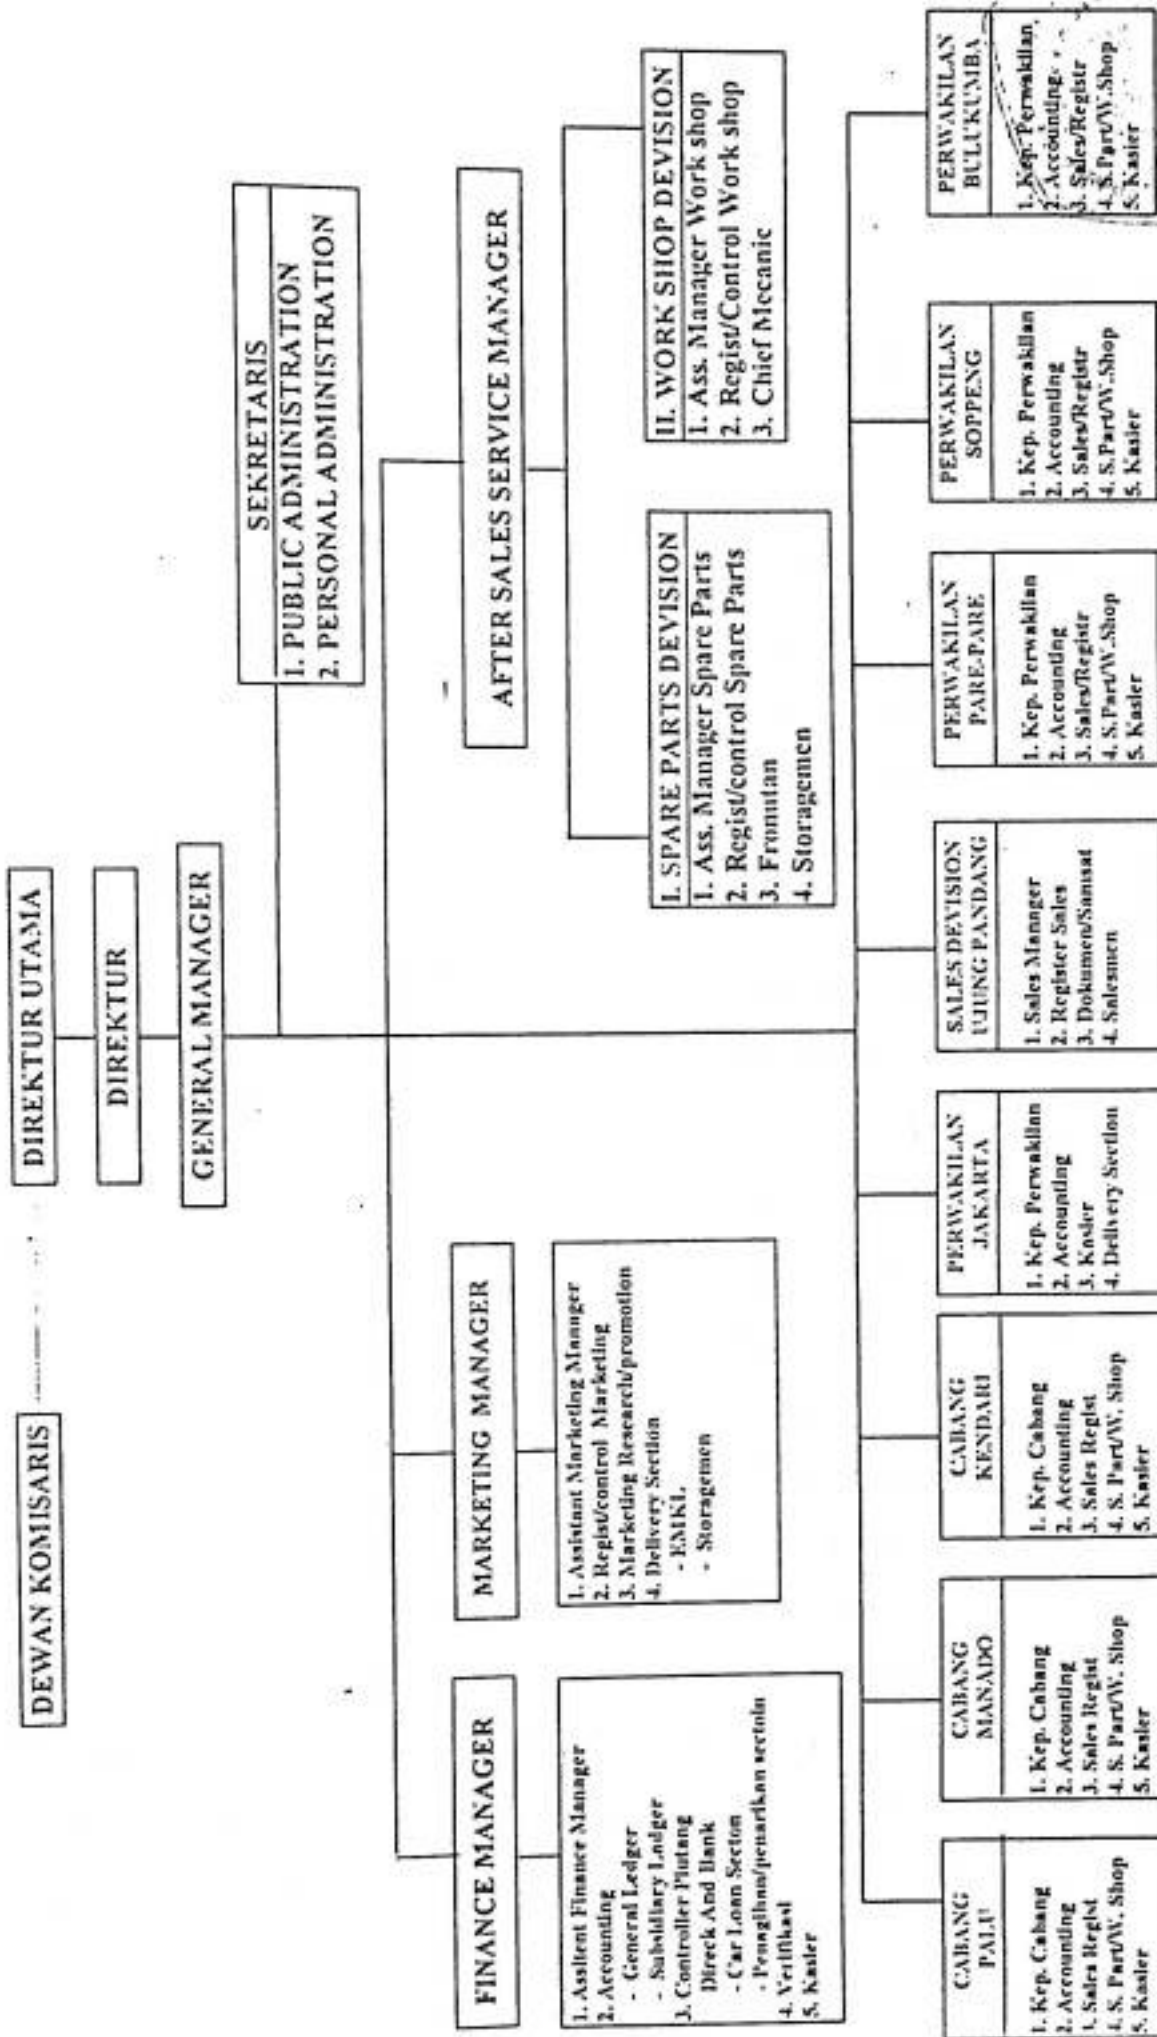 DEWAN KOMISARIS
DIREKTUR UTAMA
DIREKTUR
GENERAL MANAGER
SEKRETARIS
1. PUBLIC ADMINISTRATION
2. PERSONAL ADMINISTRATION
FINANCE MANAGER
1. Assitent Finance Manager
2. Accounting
- General Ledger
- Subsidiary Ladger
3. Controller Piutang
Direck And Bank
- Car Loan Secton
- Penagihan/penarikan sectoin
4. Verifikasi
5. Kasier
MARKETING MANAGER
1. Assistant Marketing Manager
2. Regist/control Marketing
3. Marketing Research/promotion
4. Delivery Section
- EMKL
- Storagemen
AFTER SALES SERVICE MANAGER
I. SPARE PARTS DEVISION
1. Ass. Manager Spare Parts
2. Regist/control Spare Parts
3. Fronutan
4. Storagemen
II. WORK SHOP DEVISION
1. Ass. Manager Work shop
2. Regist/Control Work shop
3. Chief Mecanic
CABANG
PALU
1. Kep. Cabang
2. Accounting
3. Sales Regist
4. S. Part/W. Shop
5. Kasier
CABANG
MANADO
1. Kep. Cabang
2. Accounting
3. Sales Regist
4. S. Part/W. Shop
5. Kasier
CABANG
KENDARI
1. Kep. Cabang
2. Accounting
3. Sales Regist
4. S. Part/W. Shop
5. Kasier
PERWAKILAN
JAKARTA
1. Kep. Perwakilan
2. Accounting
3. Kasier
4. Delivery Section
SALES DEVISION
UJUNG PANDANG
1. Sales Manager
2. Register Sales
3. Dokumen/Samsat
4. Salesmen
PERWAKILAN
PARE-PARE
1. Kep. Perwakilan
2. Accounting
3. Sales/Registr
4. S.Part/W.Shop
5. Kasier
PERWAKILAN
SOPPENG
1. Kep. Perwakilan
2. Accounting
3. Sales/Registr
4. S.Part/W.Shop
5. Kasier
PERWAKILAN
BULUKUMBA
1. Kep. Perwakilan
2. Accounting
3. Sales/Registr
4. S.Part/W.Shop
5. Kasier